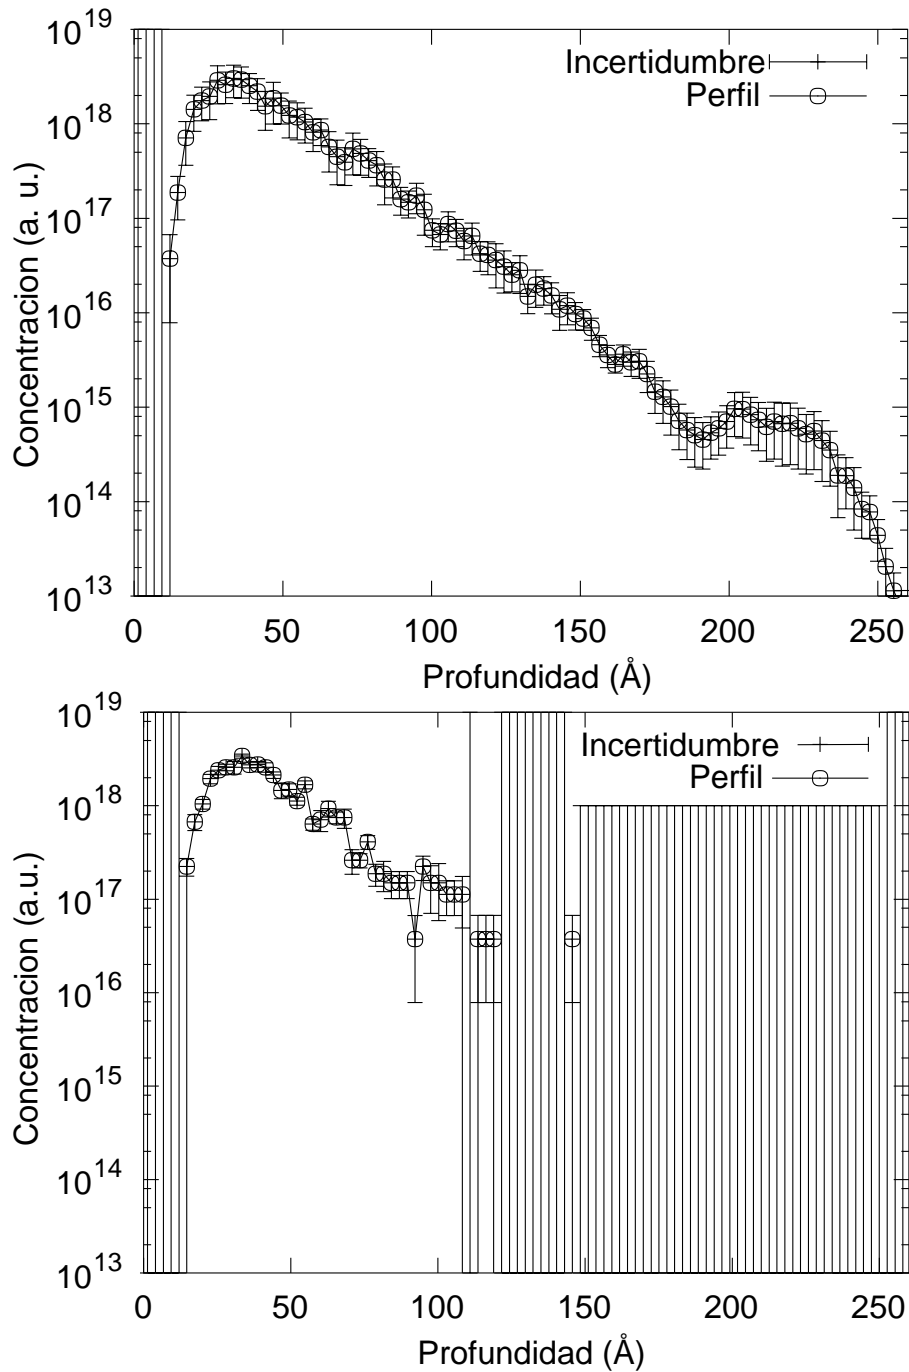 10^19
10^18
10^17
10^16
10^15
10^14
10^13
Concentracion (a. u.)
Incertidumbre
Perfil
0 50 100 150 200 250
Profundidad (Å)
10^19
10^18
10^17
10^16
10^15
10^14
10^13
Concentracion (a.u.)
Incertidumbre
Perfil
0 50 100 150 200 250
Profundidad (Å)